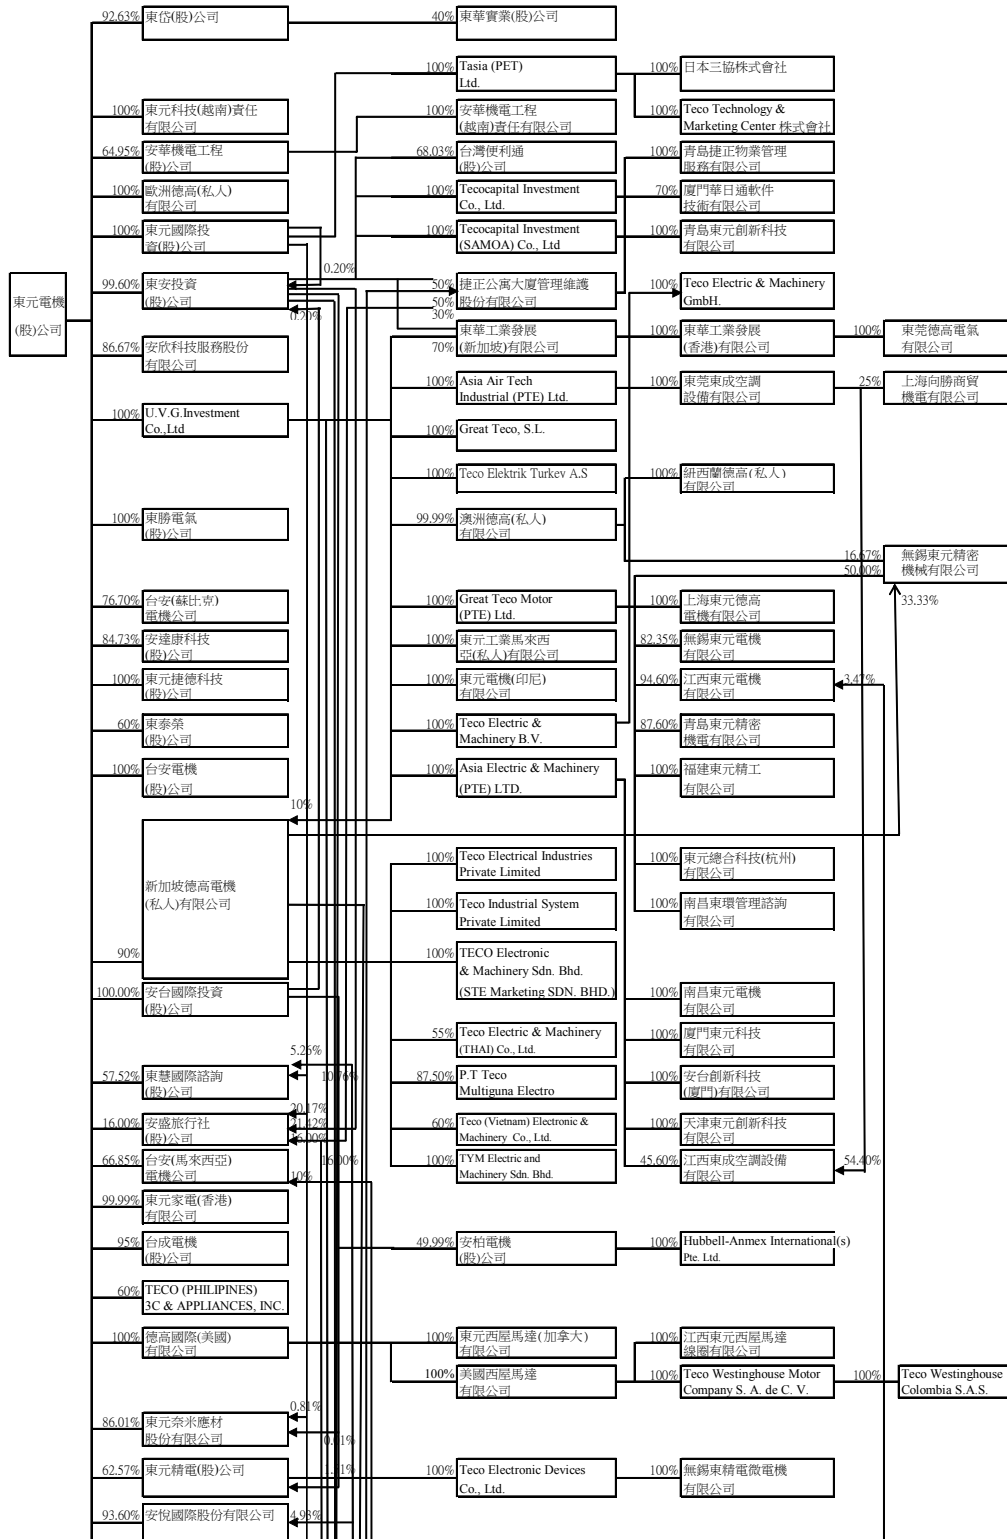 92.63% 東岱(股)公司
40% 東華實業(股)公司
100% Tasia (PET)
Ltd.
100% 日本三協株式會社
100% 東元科技(越南)責任
有限公司
100% 安華機電工程
(越南)責任有限公司
100% Teco Technology &
Marketing Center 株式會社
64.95% 安華機電工程
(股)公司
68.03% 台灣便利通
(股)公司
100% 青島捷正物業管理
服務有限公司
100% 歐洲德高(私人)
有限公司
100% Tecocapital Investment
Co., Ltd.
70% 廈門華日通軟件
技術有限公司
100% 東元國際投
資(股)公司
100% Tecocapital Investment
(SAMOA) Co., Ltd
100% 青島東元創新科技
有限公司
0.20%
東元電機
(股)公司
99.60% 東安投資
(股)公司
0.20%
50% 捷正公寓大廈管理維護
50% 股份有限公司
100% Teco Electric & Machinery
GmbH.
30%
東華工業發展
70% (新加坡)有限公司
100% 東華工業發展
(香港)有限公司
100% 東莞德高電氣
有限公司
86.67% 安欣科技服務股份
有限公司
100% Asia Air Tech
Industrial (PTE) Ltd.
100% 東莞東成空調
設備有限公司
25% 上海向勝商貿
機電有限公司
100% U.V.G.Investment
Co.,Ltd
100% Great Teco, S.L.
100% Teco Elektrik Turkey A.S
100% 紐西蘭德高(私人)
有限公司
100% 東勝電氣
(股)公司
99.99% 澳洲德高(私人)
有限公司
16.67% 無錫東元精密
50.00% 機械有限公司
33.33%
76.70% 台安(蘇比克)
電機公司
100% Great Teco Motor
(PTE) Ltd.
100% 上海東元德高
電機有限公司
84.73% 安達康科技
(股)公司
100% 東元工業馬來西
亞(私人)有限公司
82.35% 無錫東元電機
有限公司
100% 東元捷德科技
(股)公司
100% 東元電機(印尼)
有限公司
94.60% 江西東元電機
有限公司
3.47%
60% 東泰榮
(股)公司
100% Teco Electric &
Machinery B.V.
87.60% 青島東元精密
機電有限公司
100% 台安電機
(股)公司
100% Asia Electric & Machinery
(PTE) LTD.
100% 福建東元精工
有限公司
10%
新加坡德高電機
(私人)有限公司
90%
100% Teco Electrical Industries
Private Limited
100% 東元總合科技(杭州)
有限公司
100% Teco Industrial System
Private Limited
100% 南昌東環管理諮詢
有限公司
100% TECO Electronic
& Machinery Sdn. Bhd.
(STE Marketing SDN. BHD.)
100.00% 安台國際投資
(股)公司
100% 南昌東元電機
有限公司
55% Teco Electric & Machinery
(THAI) Co., Ltd.
100% 廈門東元科技
有限公司
5.26%
57.52% 東慧國際諮詢
(股)公司
10.76%
87.50% P.T Teco
Multiguna Electro
100% 安台創新科技
(廈門)有限公司
20.17%
16.00% 安盛旅行社
(股)公司
21.42%
60% Teco (Vietnam) Electronic &
Machinery Co., Ltd.
100% 天津東元創新科技
有限公司
66.85% 台安(馬來西亞)
電機公司
16.00%
10%
100% TYM Electric and
Machinery Sdn. Bhd.
45.60% 江西東成空調設備
有限公司
54.40%
99.99% 東元家電(香港)
有限公司
95% 台成電機
(股)公司
49.99% 安柏電機
(股)公司
100% Hubbell-Anmex International(s)
Pte. Ltd.
60% TECO (PHILIPINES)
3C & APPLIANCES, INC.
100% 德高國際(美國)
有限公司
100% 東元西屋馬達(加拿大)
有限公司
100% 江西東元西屋馬達
線圈有限公司
100% 美國西屋馬達
有限公司
100% Teco Westinghouse Motor
Company S. A. de C. V.
100% Teco Westinghouse
Colombia S.A.S.
0.81%
86.01% 東元奈米應材
股份有限公司
0.01%
62.57% 東元精電(股)公司
100% Teco Electronic Devices
Co., Ltd.
100% 無錫東精電微電機
有限公司
93.60% 安悅國際股份有限公司
4.93%